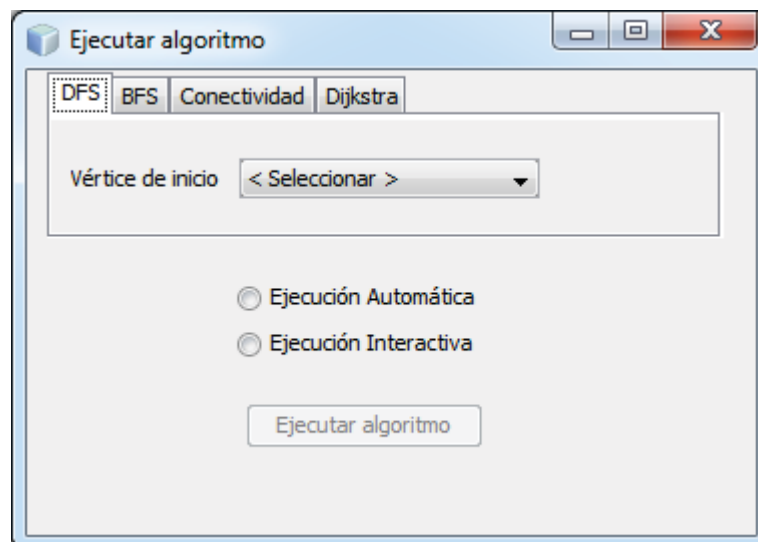 Ejecutar algoritmo
DFS BFS Conectividad Dijkstra
Vértice de inicio < Seleccionar >
Ejecución Automática
Ejecución Interactiva
Ejecutar algoritmo